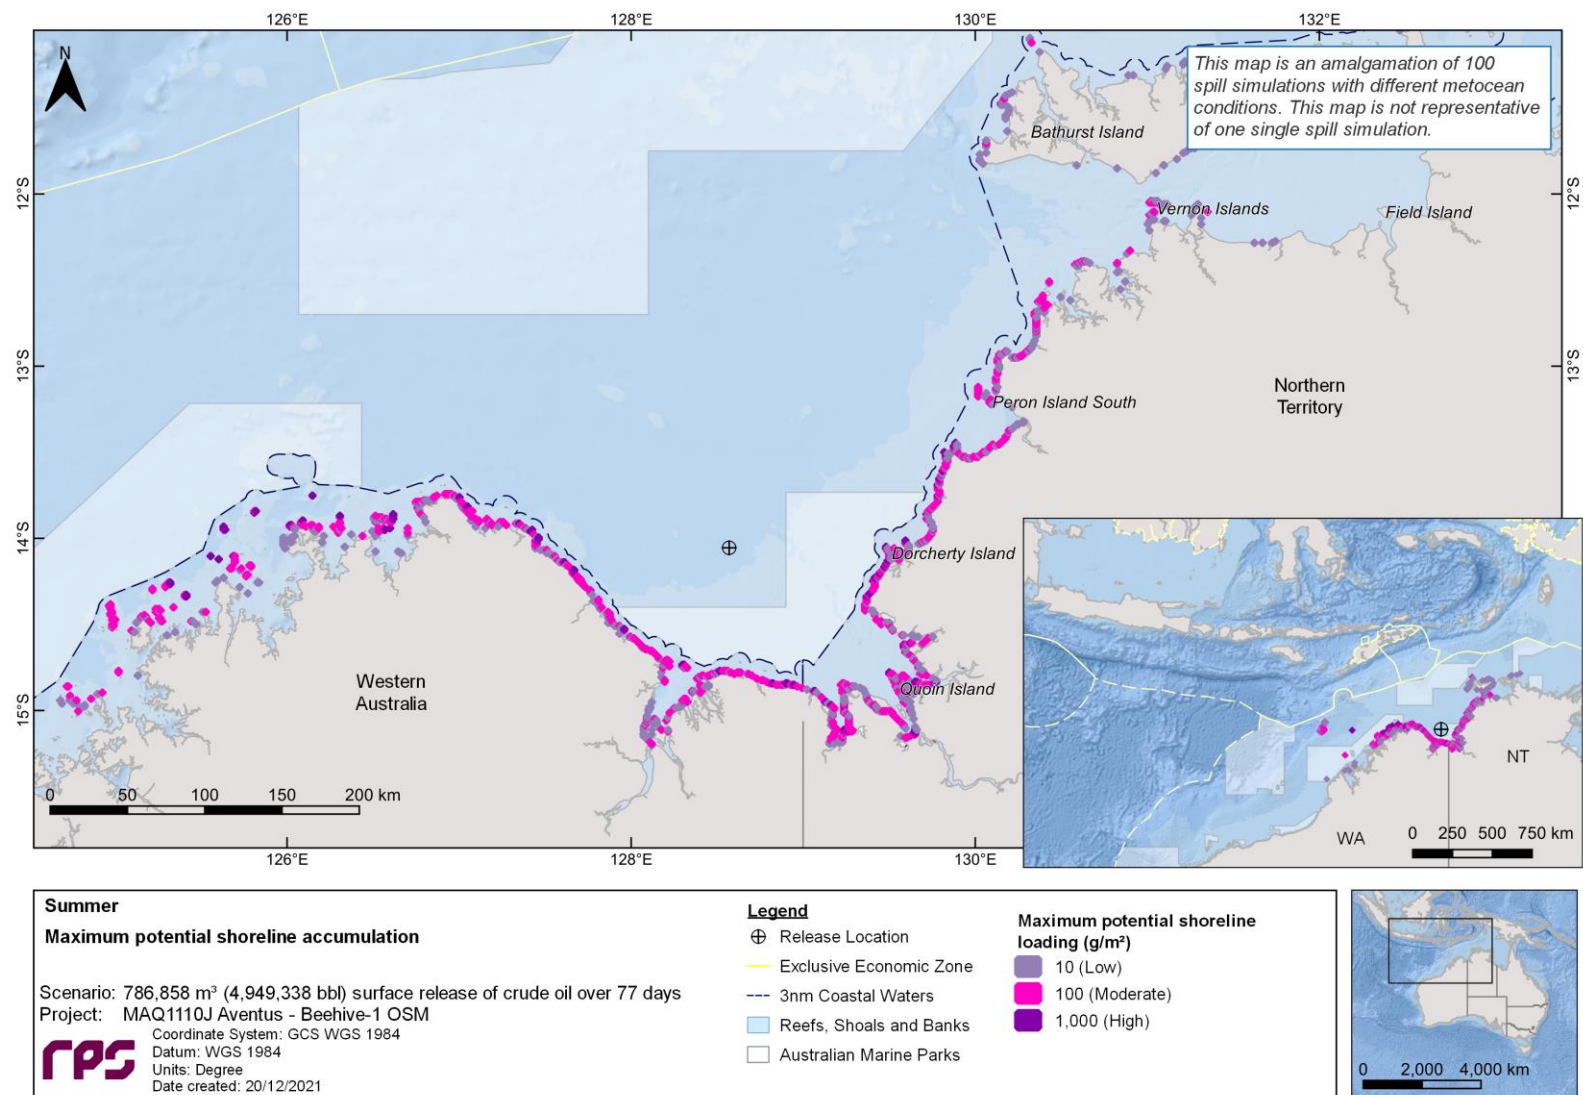 126°E
128°E
130°E
132°E
N
This map is an amalgamation of 100
spill simulations with different metocean
conditions. This map is not representative
of one single spill simulation.
Bathurst Island
12°S
12°S
Vernon Islands
Field Island
13°S
13°S
Northern
Territory
Peron Island South
14°S
Dorcherty Island
Western
Australia
Quoin Island
15°S
0 50 100 150 200 km
NT
WA
0 250 500 750 km
126°E
128°E
130°E
Summer
Maximum potential shoreline accumulation
Scenario: 786,858 m³ (4,949,338 bbl) surface release of crude oil over 77 days
Project: MAQ1110J Aventus - Beehive-1 OSM
rps
Coordinate System: GCS WGS 1984
Datum: WGS 1984
Units: Degree
Date created: 20/12/2021
Legend
Release Location
Exclusive Economic Zone
3nm Coastal Waters
Reefs, Shoals and Banks
Australian Marine Parks
Maximum potential shoreline
loading (g/m²)
10 (Low)
100 (Moderate)
1,000 (High)
0 2,000 4,000 km